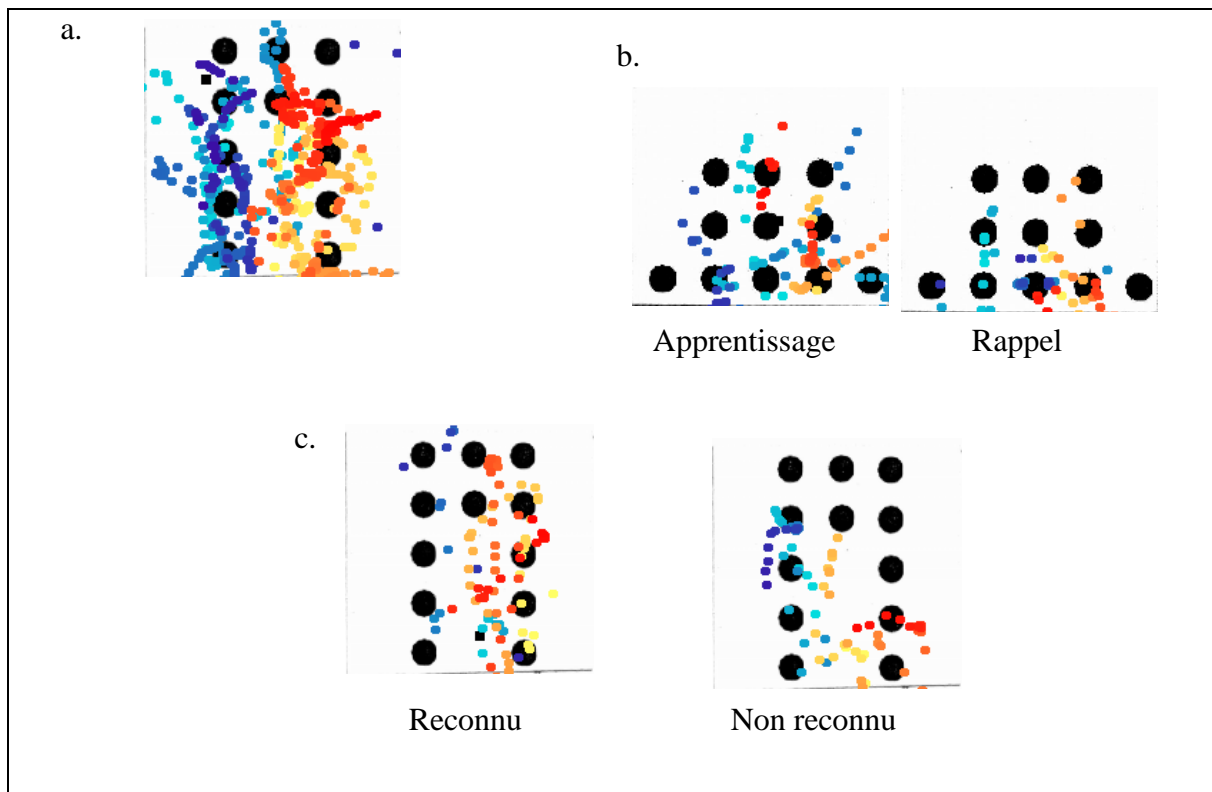 a.
b.
Apprentissage
Rappel
c.
Reconnu
Non reconnu